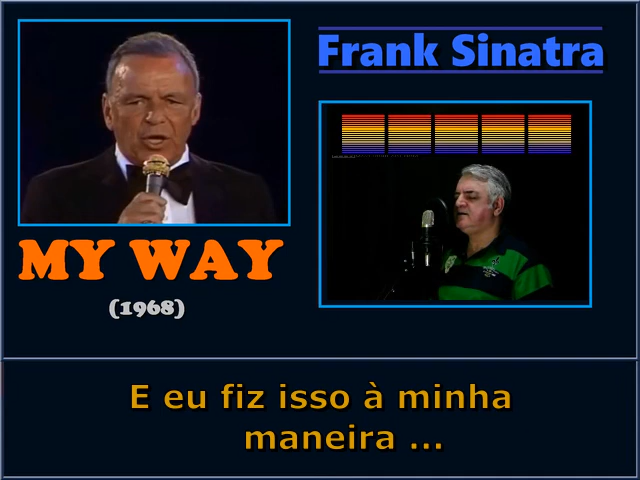 Frank Sinatra
MY WAY
(1968)
E eu fiz isso à minha
maneira ...